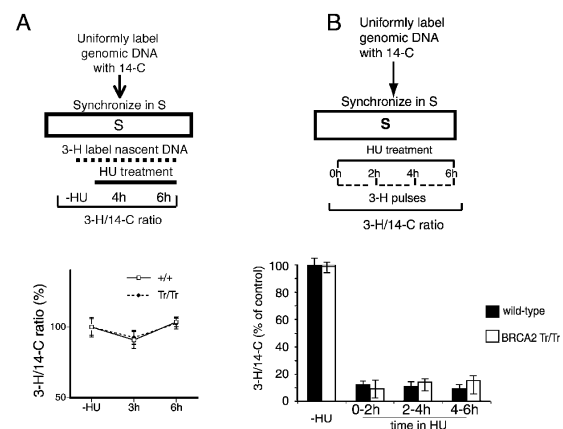 A
Uniformly label
genomic DNA
with 14-C
Synchronize in S
S
3-H label nascent DNA
HU treatment
-HU 4h 6h
3-H/14-C ratio
3-H/14-C ratio (%)
100
50
+/+
Tr/Tr
-HU 3h 6h
B
Uniformly label
genomic DNA
with 14-C
Synchronize in S
S
HU treatment
0h 2h 4h 6h
3-H pulses
3-H/14-C ratio
3-H/14-C (% of control)
100
80
60
40
20
0
wild-type
BRCA2 Tr/Tr
-HU 0-2h 2-4h 4-6h
time in HU